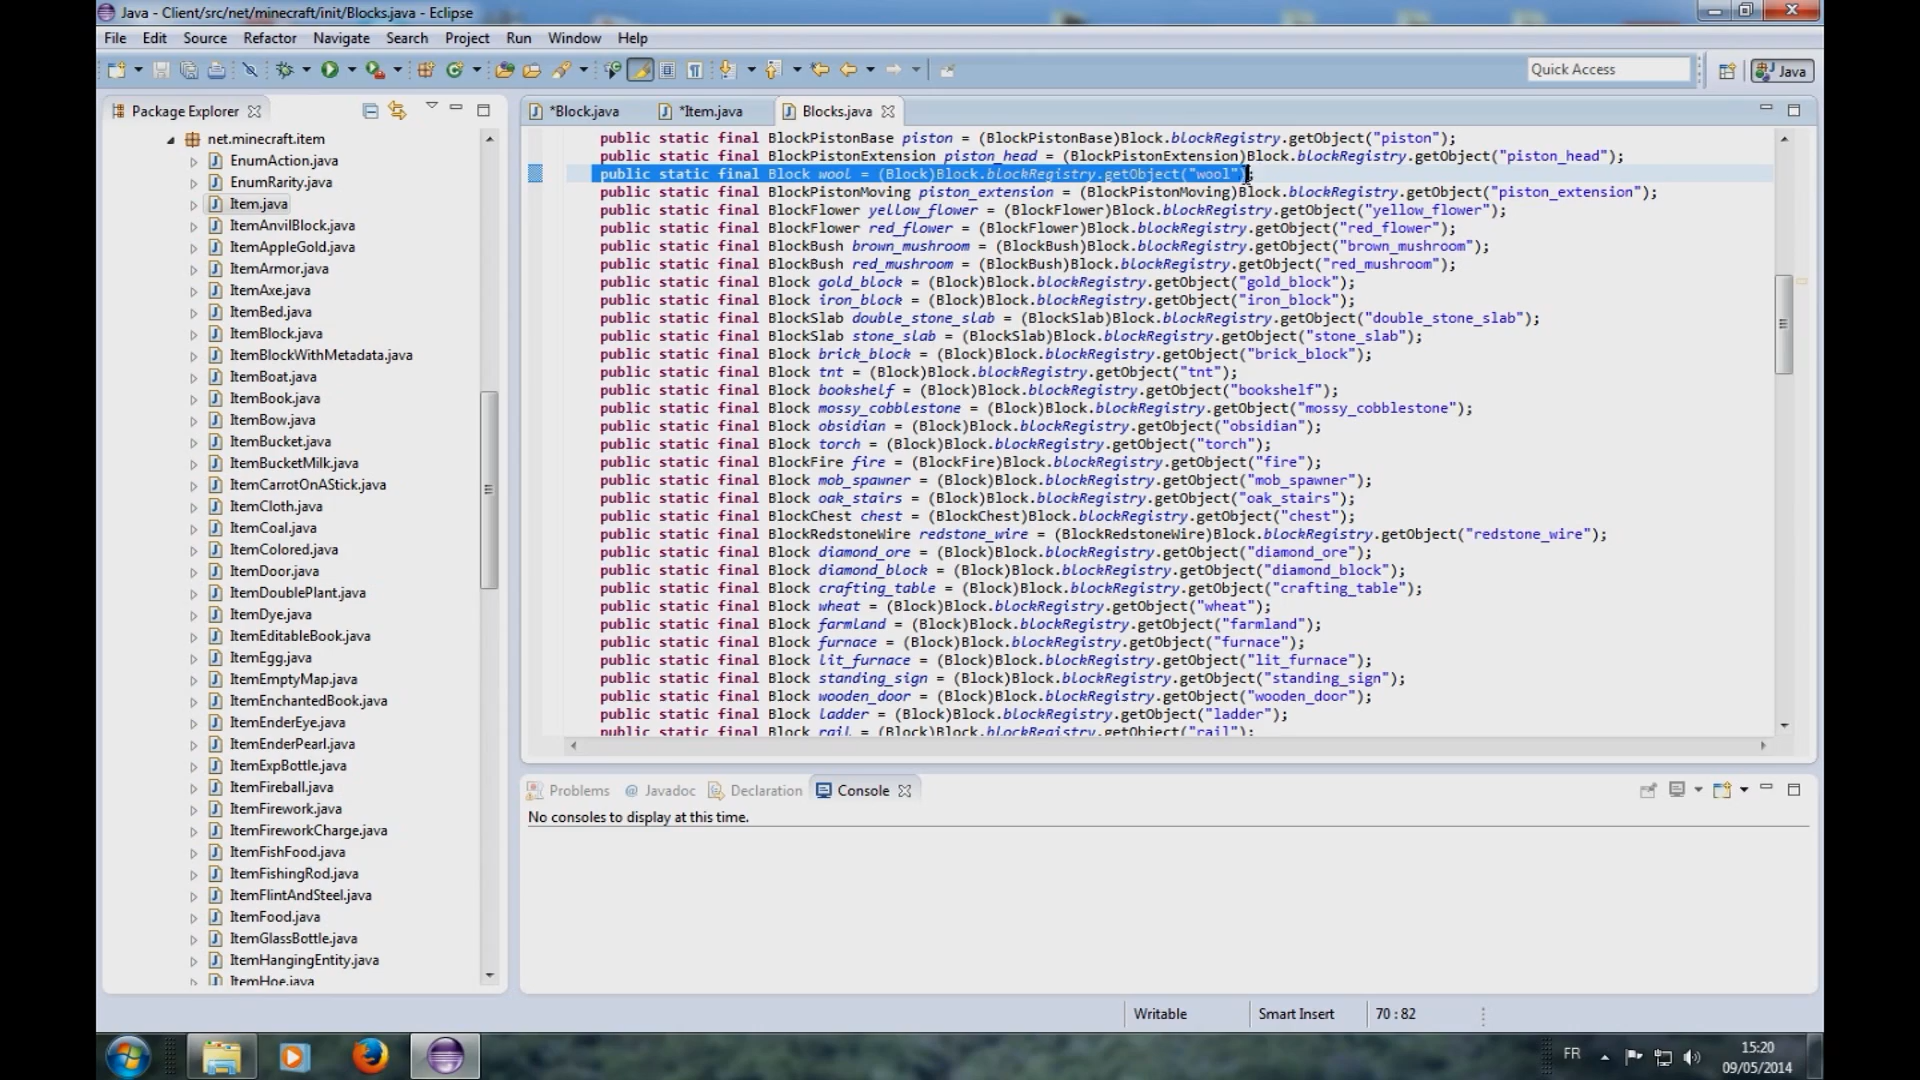 Java - Client/src/net/minecraft/init/Blocks.java - Eclipse
File Edit Source Refactor Navigate Search Project Run Window Help
Quick Access
Java
Package Explorer
*Block.java
*Item.java
Blocks.java
net.minecraft.item
EnumAction.java
EnumRarity.java
Item.java
ItemAnvilBlock.java
ItemAppleGold.java
ItemArmor.java
ItemAxe.java
ItemBed.java
ItemBlock.java
ItemBlockWithMetadata.java
ItemBoat.java
ItemBook.java
ItemBow.java
ItemBucket.java
ItemBucketMilk.java
ItemCarrotOnAStick.java
ItemCloth.java
ItemCoal.java
ItemColored.java
ItemDoor.java
ItemDoublePlant.java
ItemDye.java
ItemEditableBook.java
ItemEgg.java
ItemEmptyMap.java
ItemEnchantedBook.java
ItemEnderEye.java
ItemEnderPearl.java
ItemExpBottle.java
ItemFireball.java
ItemFirework.java
ItemFireworkCharge.java
ItemFishFood.java
ItemFishingRod.java
ItemFlintAndSteel.java
ItemFood.java
ItemGlassBottle.java
ItemHangingEntity.java
ItemHoe.java
public static final BlockPistonBase piston = (BlockPistonBase)Block.blockRegistry.getObject("piston");
public static final BlockPistonExtension piston_head = (BlockPistonExtension)Block.blockRegistry.getObject("piston_head");
public static final Block wool = (Block)Block.blockRegistry.getObject("wool");
public static final BlockPistonMoving piston_extension = (BlockPistonMoving)Block.blockRegistry.getObject("piston_extension");
public static final BlockFlower yellow_flower = (BlockFlower)Block.blockRegistry.getObject("yellow_flower");
public static final BlockFlower red_flower = (BlockFlower)Block.blockRegistry.getObject("red_flower");
public static final BlockBush brown_mushroom = (BlockBush)Block.blockRegistry.getObject("brown_mushroom");
public static final BlockBush red_mushroom = (BlockBush)Block.blockRegistry.getObject("red_mushroom");
public static final Block gold_block = (Block)Block.blockRegistry.getObject("gold_block");
public static final Block iron_block = (Block)Block.blockRegistry.getObject("iron_block");
public static final BlockSlab double_stone_slab = (BlockSlab)Block.blockRegistry.getObject("double_stone_slab");
public static final BlockSlab stone_slab = (BlockSlab)Block.blockRegistry.getObject("stone_slab");
public static final Block brick_block = (Block)Block.blockRegistry.getObject("brick_block");
public static final Block tnt = (Block)Block.blockRegistry.getObject("tnt");
public static final Block bookshelf = (Block)Block.blockRegistry.getObject("bookshelf");
public static final Block mossy_cobblestone = (Block)Block.blockRegistry.getObject("mossy_cobblestone");
public static final Block obsidian = (Block)Block.blockRegistry.getObject("obsidian");
public static final Block torch = (Block)Block.blockRegistry.getObject("torch");
public static final BlockFire fire = (BlockFire)Block.blockRegistry.getObject("fire");
public static final Block mob_spawner = (Block)Block.blockRegistry.getObject("mob_spawner");
public static final Block oak_stairs = (Block)Block.blockRegistry.getObject("oak_stairs");
public static final BlockChest chest = (BlockChest)Block.blockRegistry.getObject("chest");
public static final BlockRedstoneWire redstone_wire = (BlockRedstoneWire)Block.blockRegistry.getObject("redstone_wire");
public static final Block diamond_ore = (Block)Block.blockRegistry.getObject("diamond_ore");
public static final Block diamond_block = (Block)Block.blockRegistry.getObject("diamond_block");
public static final Block crafting_table = (Block)Block.blockRegistry.getObject("crafting_table");
public static final Block wheat = (Block)Block.blockRegistry.getObject("wheat");
public static final Block farmland = (Block)Block.blockRegistry.getObject("farmland");
public static final Block furnace = (Block)Block.blockRegistry.getObject("furnace");
public static final Block lit_furnace = (Block)Block.blockRegistry.getObject("lit_furnace");
public static final Block standing_sign = (Block)Block.blockRegistry.getObject("standing_sign");
public static final Block wooden_door = (Block)Block.blockRegistry.getObject("wooden_door");
public static final Block ladder = (Block)Block.blockRegistry.getObject("ladder");
public static final Block rail = (Block)Block.blockRegistry.getObject("rail");
Problems @ Javadoc Declaration Console
No consoles to display at this time.
Writable Smart Insert 70 : 82
FR
15:20
09/05/2014